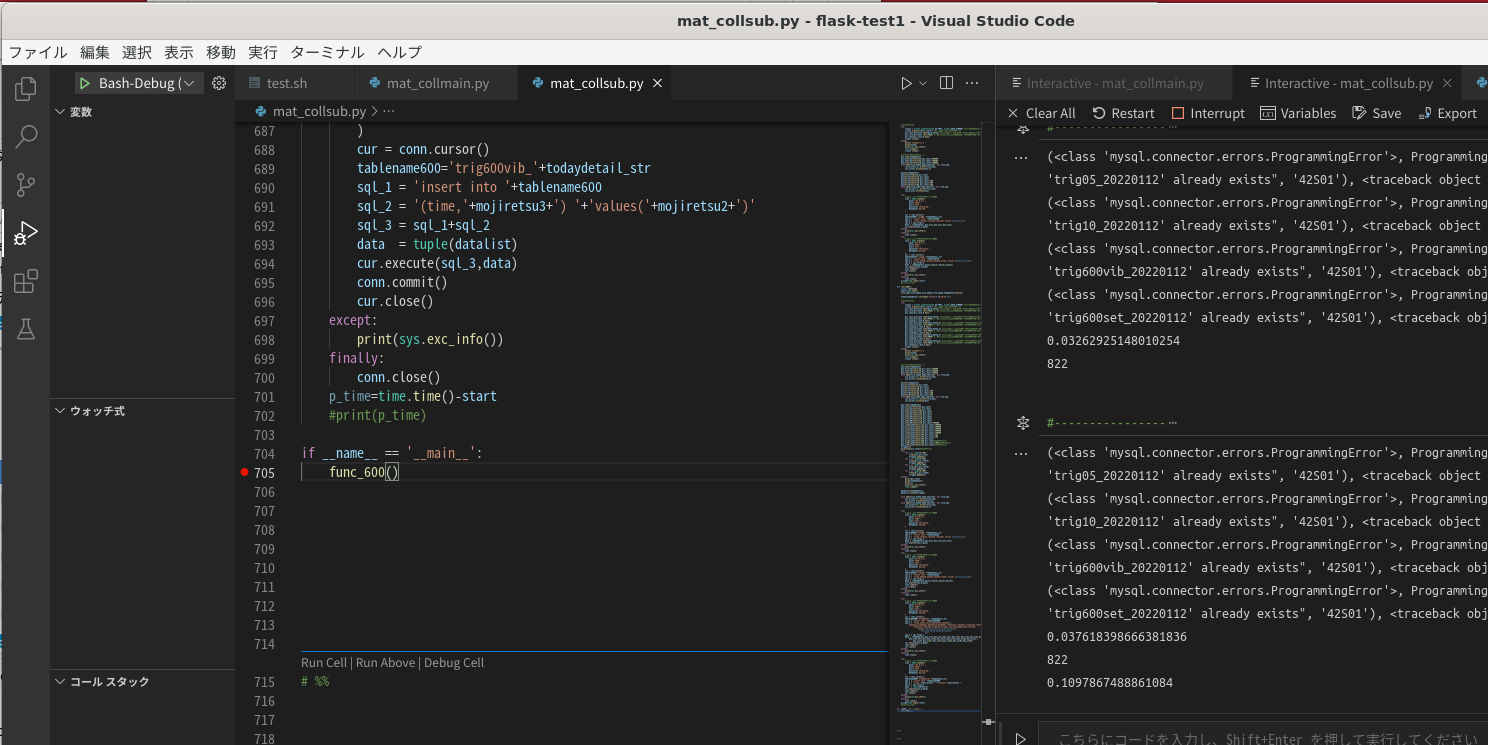 mat_collsub.py - flask-test1 - Visual Studio Code
ファイル 編集 選択 表示 移動 実行 ターミナル ヘルプ
Bash-Debug (
test.sh
mat_collmain.py
mat_collsub.py
Interactive - mat_collmain.py
Interactive - mat_collsub.py
変数
mat_collsub.py > ...
Clear All Restart Interrupt Variables Save Export
687 )
688 cur = conn.cursor()
689 tablename600='trig600vib_'+todaydetail_str
690 sql_1 = 'insert into '+tablename600
691 sql_2 = '(time,'+mojiretsu3+') '+'values('+mojiretsu2+')'
692 sql_3 = sql_1+sql_2
693 data  = tuple(datalist)
694 cur.execute(sql_3,data)
695 conn.commit()
696 cur.close()
697 except:
698 print(sys.exc_info())
699 finally:
700 conn.close()
701 p_time=time.time()-start
702 #print(p_time)
703
704 if __name__ == '__main__':
705 func_600()
706
707
708
709
710
711
712
713
714
Run Cell | Run Above | Debug Cell
715 # %%
716
717
718
ウォッチ式
コール スタック
#---------------- ...
(<class 'mysql.connector.errors.ProgrammingError'>, Programming
'trig05_20220112' already exists", '42S01'), <traceback object
(<class 'mysql.connector.errors.ProgrammingError'>, Programming
'trig10_20220112' already exists", '42S01'), <traceback object
(<class 'mysql.connector.errors.ProgrammingError'>, Programming
'trig600vib_20220112' already exists", '42S01'), <traceback obj
(<class 'mysql.connector.errors.ProgrammingError'>, Programming
'trig600set_20220112' already exists", '42S01'), <traceback obj
0.03262925148010254
822
#---------------- ...
(<class 'mysql.connector.errors.ProgrammingError'>, Programming
'trig05_20220112' already exists", '42S01'), <traceback object
(<class 'mysql.connector.errors.ProgrammingError'>, Programming
'trig10_20220112' already exists", '42S01'), <traceback object
(<class 'mysql.connector.errors.ProgrammingError'>, Programming
'trig600vib_20220112' already exists", '42S01'), <traceback obj
(<class 'mysql.connector.errors.ProgrammingError'>, Programming
'trig600set_20220112' already exists", '42S01'), <traceback obj
0.037618398666381836
822
0.1097867488861084
こちらにコードを入力し、Shift+Enter を押して実行してください